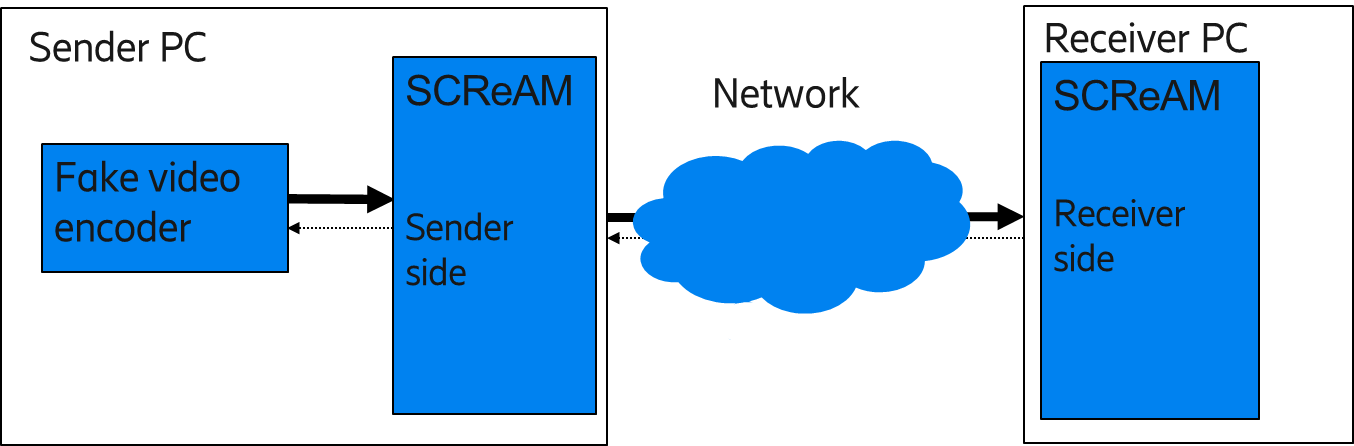 Sender PC
SCReAM
Fake video
encoder
Sender
side
Network
Receiver PC
SCReAM
Receiver
side